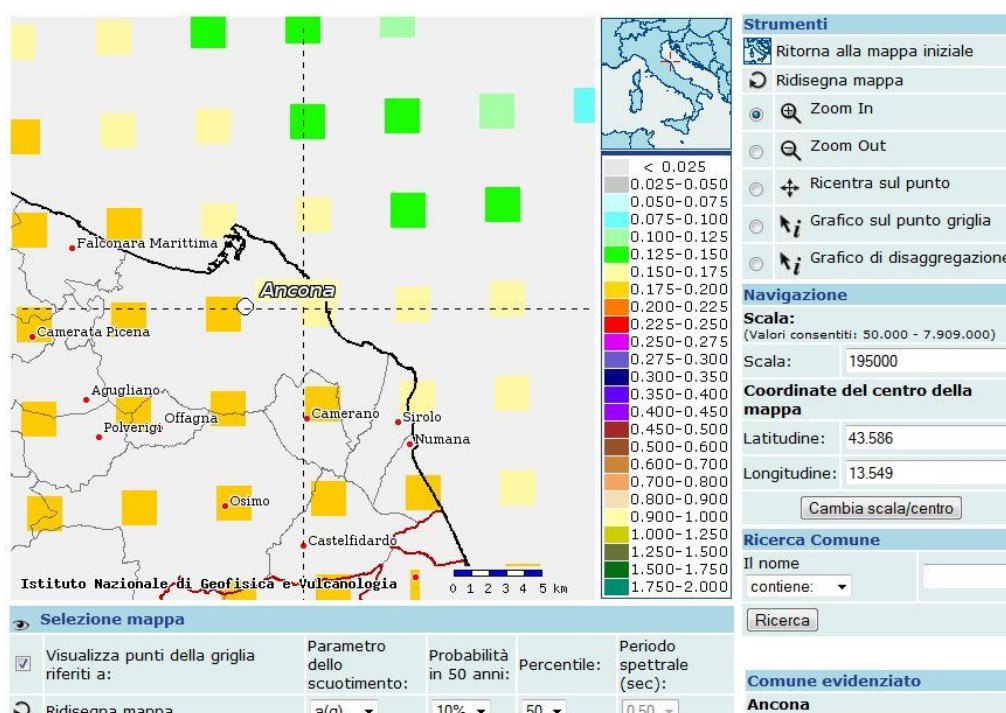 Falconara Marittima
Ancona
Camerata Picena
Agugliano
Offagna
Polverigi
Camerano
Sirolo
Numana
Osimo
Castelfidardo
Istituto Nazionale di Geofisica e Vulcanologia
0 1 2 3 4 5 km
< 0.025
0.025-0.050
0.050-0.075
0.075-0.100
0.100-0.125
0.125-0.150
0.150-0.175
0.175-0.200
0.200-0.225
0.225-0.250
0.250-0.275
0.275-0.300
0.300-0.350
0.350-0.400
0.400-0.450
0.450-0.500
0.500-0.600
0.600-0.700
0.700-0.800
0.800-0.900
0.900-1.000
1.000-1.250
1.250-1.500
1.500-1.750
1.750-2.000
Strumenti
Ritorna alla mappa iniziale
Ridisegna mappa
Zoom In
Zoom Out
Ricentra sul punto
Grafico sul punto griglia
Grafico di disaggregazione
Navigazione
Scala:
(Valori consentiti: 50.000 - 7.909.000)
Scala: 195000
Coordinate del centro della
mappa
Latitudine: 43.586
Longitudine: 13.549
Cambia scala/centro
Ricerca Comune
Il nome
contiene:
Ricerca
Comune evidenziato
Ancona
Selezione mappa
Visualizza punti della griglia
riferiti a:
Parametro
dello
scuotimento:
Probabilità
in 50 anni:
Percentile:
Periodo
spettrale
(sec):
Ridisegna mappa
a(g) 10% 50 0.50